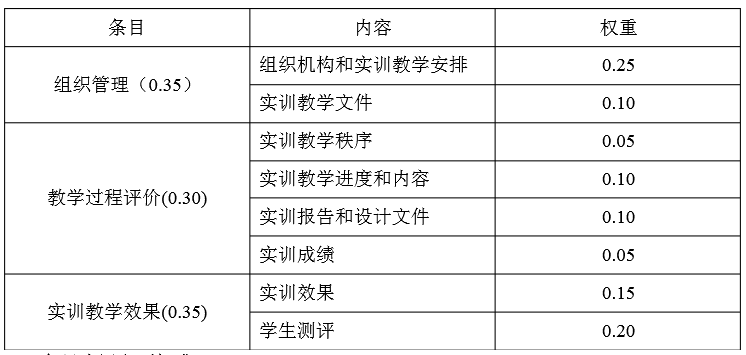 条目 内容 权重
组织管理（0.35） 组织机构和实训教学安排 0.25
实训教学文件 0.10
教学过程评价(0.30) 实训教学秩序 0.05
实训教学进度和内容 0.10
实训报告和设计文件 0.10
实训成绩 0.05
实训教学效果(0.35) 实训效果 0.15
学生测评 0.20